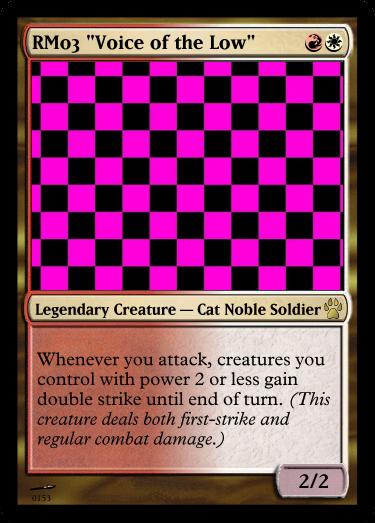 RM03 "Voice of the Low"
Legendary Creature — Cat Noble Soldier
Whenever you attack, creatures you
control with power 2 or less gain
double strike until end of turn. (This
creature deals both first-strike and
regular combat damage.)
2/2
0153